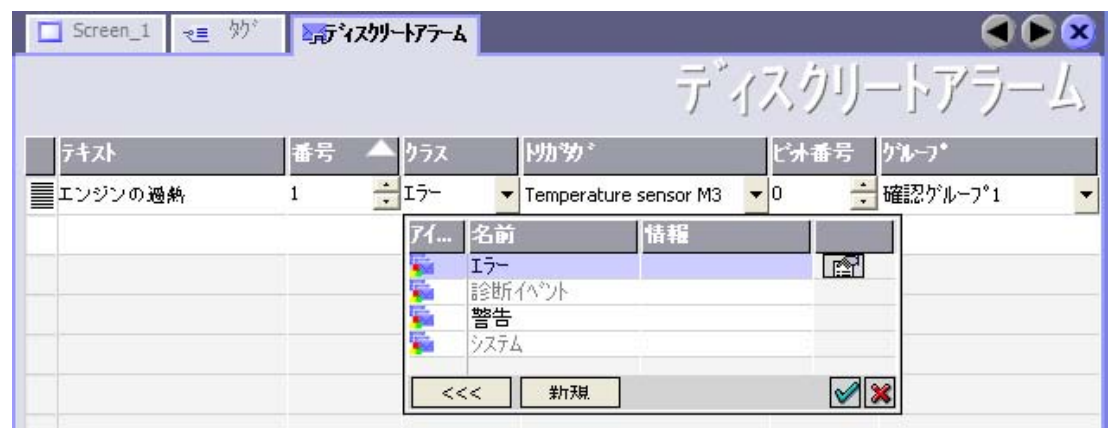 Screen_1 ﾀｸﾞ ﾃﾞｨｽｸﾘｰﾄｱﾗｰﾑ
ディスクリートアラーム
ﾃｷｽﾄ 番号 ｸﾗｽ ﾄﾘｶﾞﾀｸﾞ ﾋﾞｯﾄ番号 ｸﾞﾙｰﾌﾟ
エンジンの過熱 1 ｴﾗｰ Temperature sensor M3 0 確認ｸﾞﾙｰﾌﾟ1
ｱｲ... 名前 情報
ｴﾗｰ
診断ｲﾍﾞﾝﾄ
警告
ｼｽﾃﾑ
<<< 新規